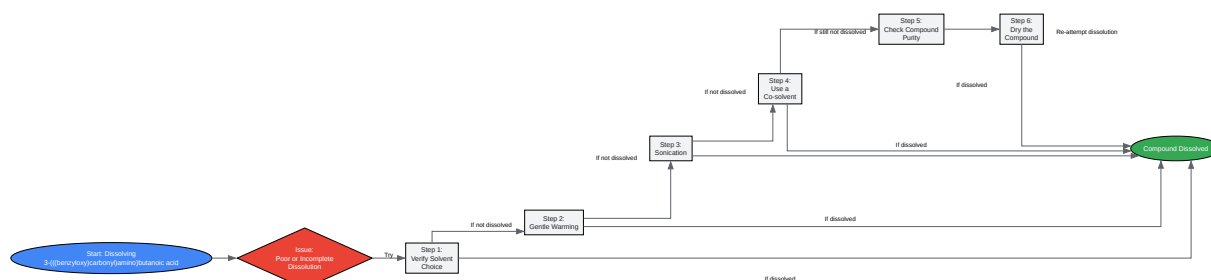 Start: Dissolving
3-(((benzyloxy)carbonyl)amino)butanoic acid
Issue:
Poor or Incomplete
Dissolution
Try
Step 1:
Verify Solvent
Choice
If not dissolved
Step 2:
Gentle Warming
If not dissolved
Step 3:
Sonication
If not dissolved
Step 4:
Use a
Co-solvent
If still not dissolved
Step 5:
Check Compound
Purity
Step 6:
Dry the
Compound
Re-attempt dissolution
If dissolved
If dissolved
If dissolved
If dissolved
Compound Dissolved